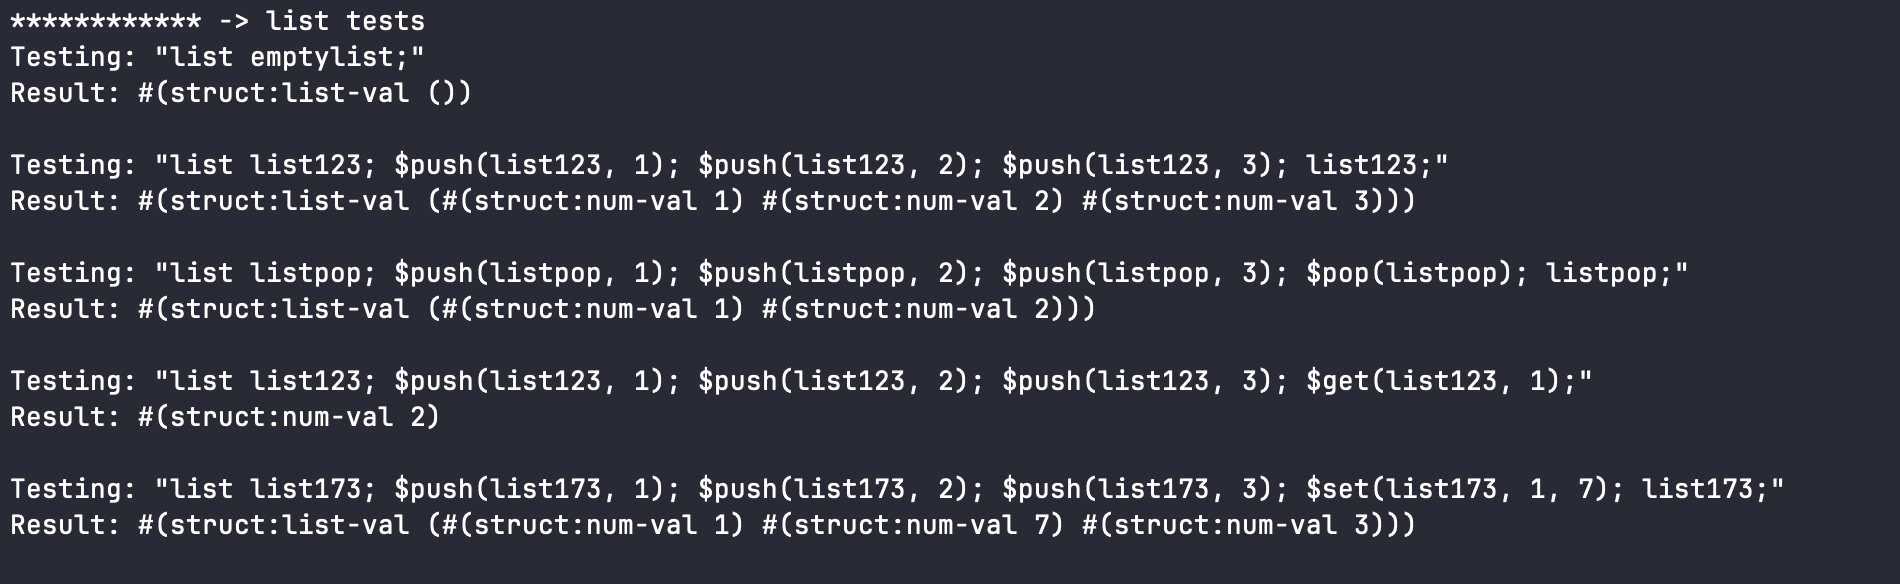 ************ -> list tests
Testing: "list emptylist;"
Result: #(struct:list-val ())
Testing: "list list123; $push(list123, 1); $push(list123, 2); $push(list123, 3); list123;"
Result: #(struct:list-val (#(struct:num-val 1) #(struct:num-val 2) #(struct:num-val 3)))
Testing: "list listpop; $push(listpop, 1); $push(listpop, 2); $push(listpop, 3); $pop(listpop); listpop;"
Result: #(struct:list-val (#(struct:num-val 1) #(struct:num-val 2)))
Testing: "list list123; $push(list123, 1); $push(list123, 2); $push(list123, 3); $get(list123, 1);"
Result: #(struct:num-val 2)
Testing: "list list173; $push(list173, 1); $push(list173, 2); $push(list173, 3); $set(list173, 1, 7); list173;"
Result: #(struct:list-val (#(struct:num-val 1) #(struct:num-val 7) #(struct:num-val 3)))